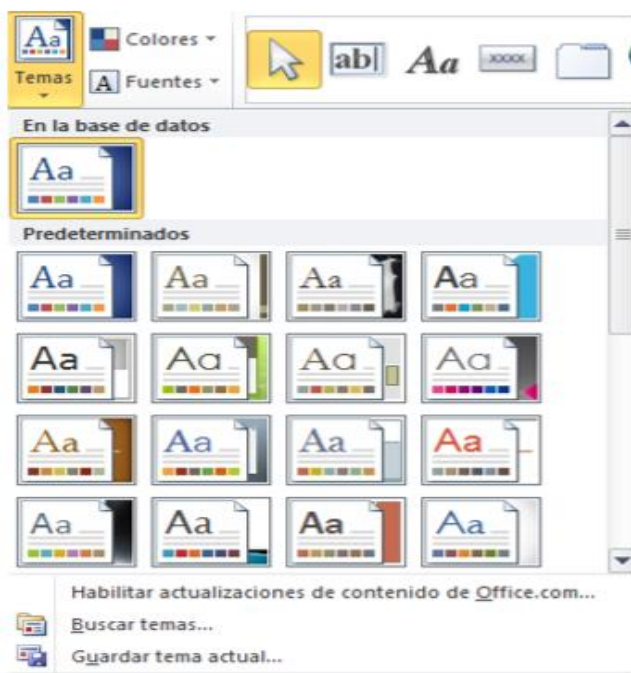 Aa Colores ab| Aa xxxx
Temas A Fuentes
En la base de datos
Aa
Predeterminados
Aa Aa Aa Aa
Aa Aa Aa Aa
Aa Aa Aa Aa
Aa Aa Aa Aa
Habilitar actualizaciones de contenido de Office.com...
Buscar temas...
Guardar tema actual...